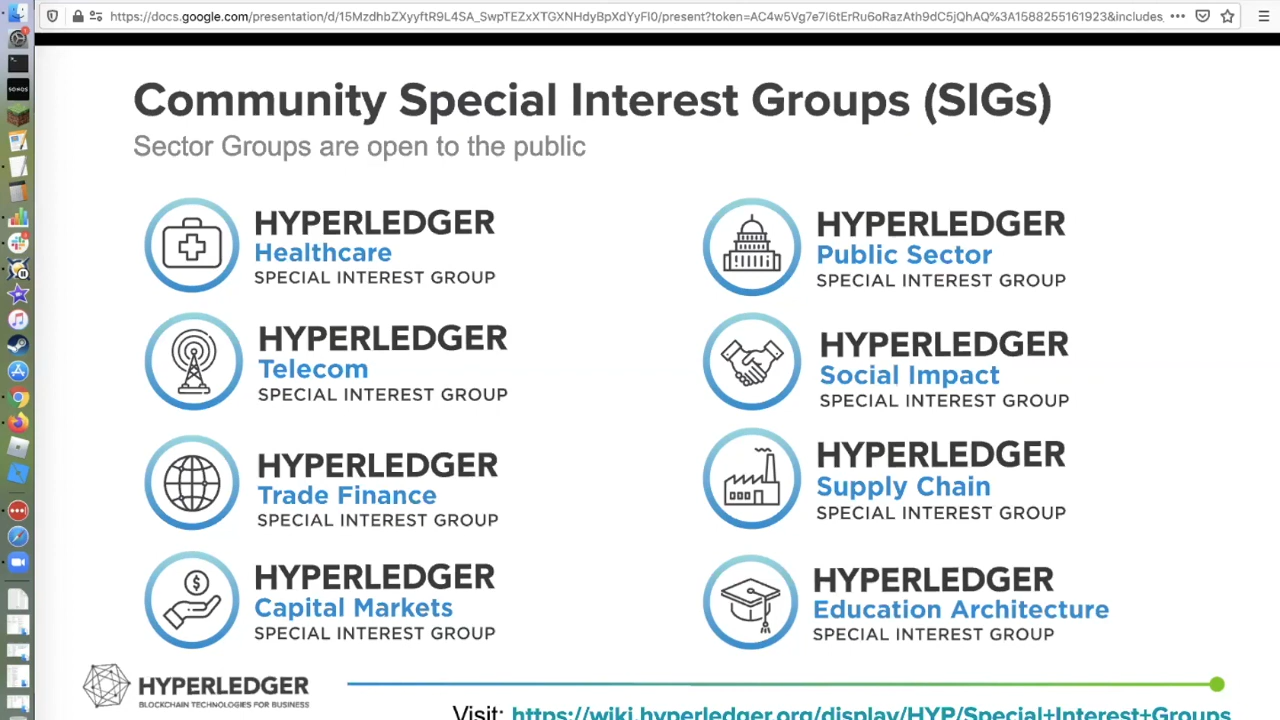 https://docs.google.com/presentation/d/15MzdhbZXyyftR9L4SA_SwpTEZxXTGXNHdyBpXdYyFl0/present?token=AC4w5Vg7e7l6tErRu6oRazAth9dC5jQhAQ%3A1588255161923&includes_
Community Special Interest Groups (SIGs)
Sector Groups are open to the public
HYPERLEDGER
Healthcare
SPECIAL INTEREST GROUP
HYPERLEDGER
Public Sector
SPECIAL INTEREST GROUP
HYPERLEDGER
Telecom
SPECIAL INTEREST GROUP
HYPERLEDGER
Social Impact
SPECIAL INTEREST GROUP
HYPERLEDGER
Trade Finance
SPECIAL INTEREST GROUP
HYPERLEDGER
Supply Chain
SPECIAL INTEREST GROUP
HYPERLEDGER
Capital Markets
SPECIAL INTEREST GROUP
HYPERLEDGER
Education Architecture
SPECIAL INTEREST GROUP
HYPERLEDGER
BLOCKCHAIN TECHNOLOGIES FOR BUSINESS
Visit: https://wiki.hyperledger.org/display/HYP/Special+Interest+Groups
SONOS